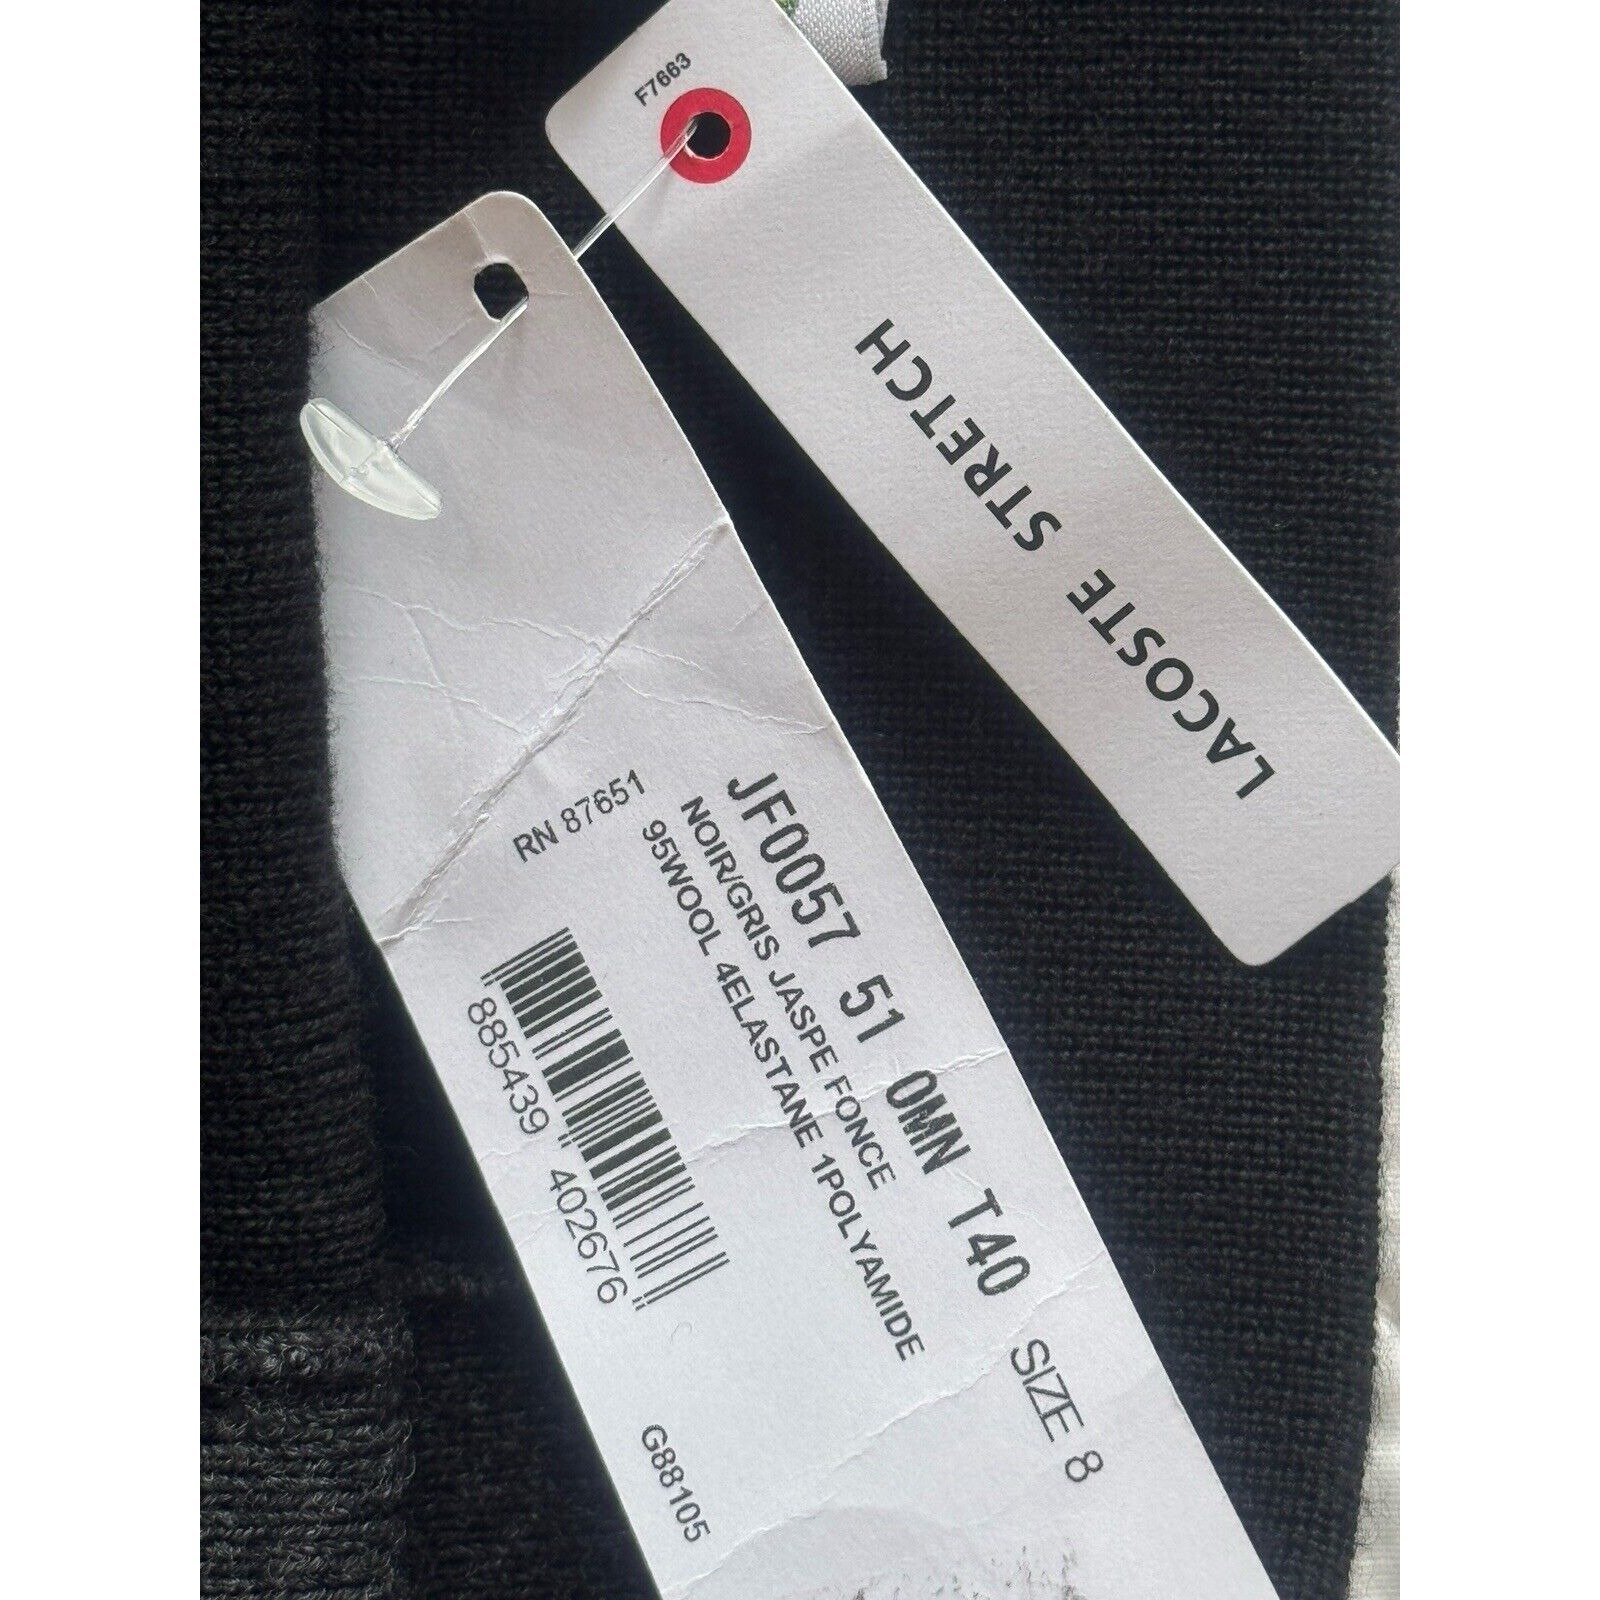 F7663
LACOSTE STRETCH
RN 87651
JF0057 51 0MN T40 SIZE 8
NOIR/GRIS JASPE FONCE
95WOOL 4ELASTANE 1POLYAMIDE
885439 402676
G88105